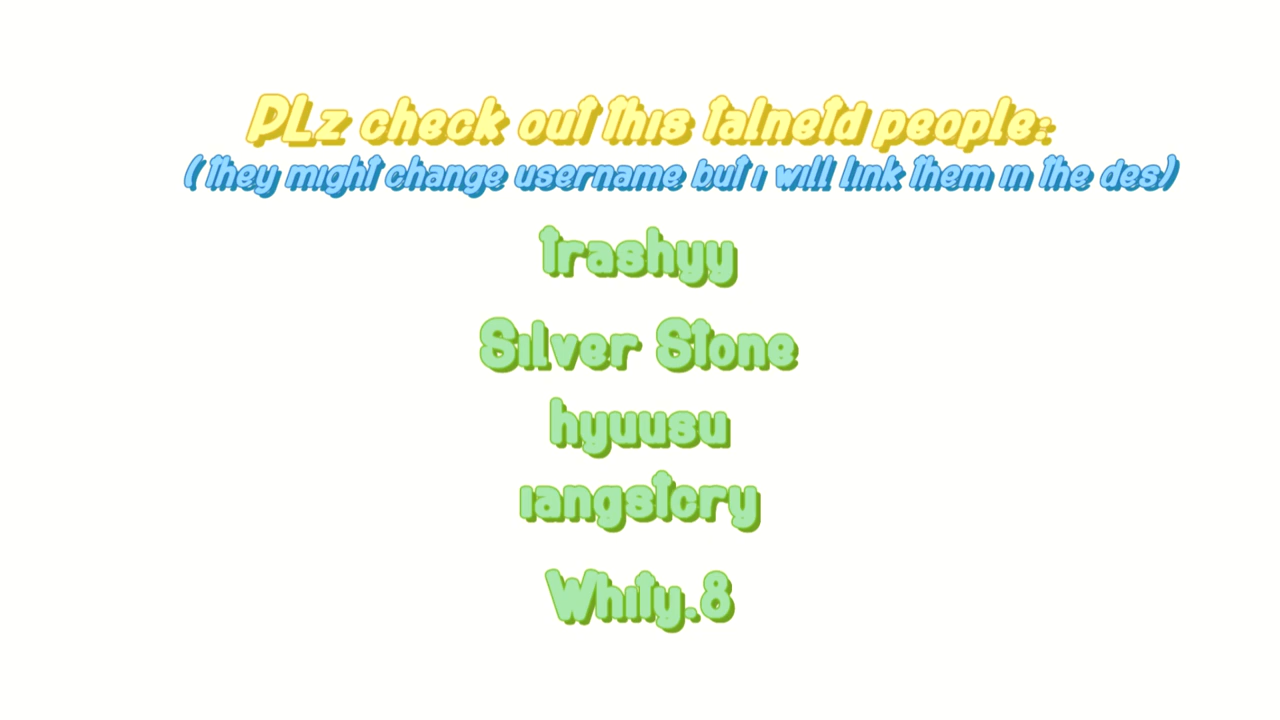 PLz check out this talnetd people:
( they might change username but i will link them in the des)
trashyy
Silver Stone
hyuusu
iangstcry
Whity.8